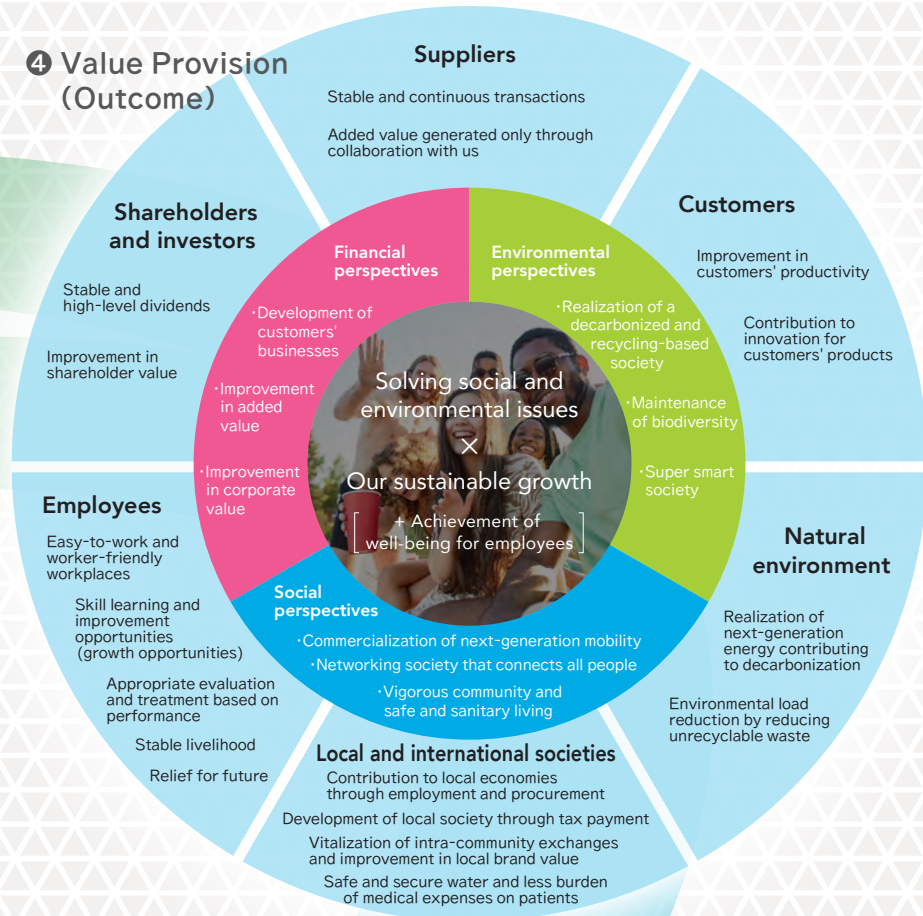 ❹ Value Provision
(Outcome)
Suppliers
Stable and continuous transactions
Added value generated only through
collaboration with us
Shareholders
and investors
Stable and
high-level dividends
Improvement in
shareholder value
Customers
Improvement in
customers' productivity
Contribution to
innovation for
customers' products
Financial
perspectives
·Development of
customers'
businesses
·Improvement
in added
value
·Improvement
in corporate
value
Environmental
perspectives
·Realization of a
decarbonized and
recycling-based
society
·Maintenance
of biodiversity
·Super smart
society
Solving social and
environmental issues
×
Our sustainable growth
[ + Achievement of
well-being for employees ]
Social
perspectives
·Commercialization of next-generation mobility
·Networking society that connects all people
·Vigorous community and
safe and sanitary living
Employees
Easy-to-work and
worker-friendly
workplaces
Skill learning and
improvement
opportunities
(growth opportunities)
Appropriate evaluation
and treatment based on
performance
Stable livelihood
Relief for future
Natural
environment
Realization of
next-generation
energy contributing
to decarbonization
Environmental load
reduction by reducing
unrecyclable waste
Local and international societies
Contribution to local economies
through employment and procurement
Development of local society through tax payment
Vitalization of intra-community exchanges
and improvement in local brand value
Safe and secure water and less burden
of medical expenses on patients